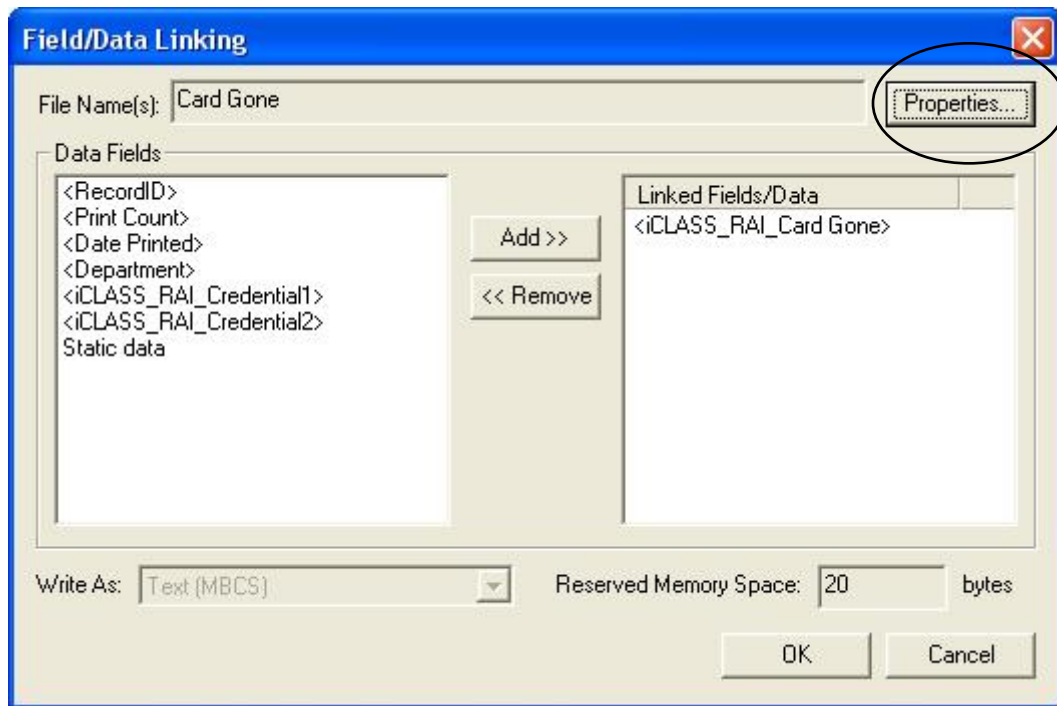 Field/Data Linking
File Name(s): Card Gone Properties...
Data Fields
<RecordID>
<Print Count>
<Date Printed>
<Department>
<iCLASS_RAI_Credential1>
<iCLASS_RAI_Credential2>
Static data
Add >>
<< Remove
Linked Fields/Data
<iCLASS_RAI_Card Gone>
Write As: Text (MBCS) Reserved Memory Space: 20 bytes
OK Cancel